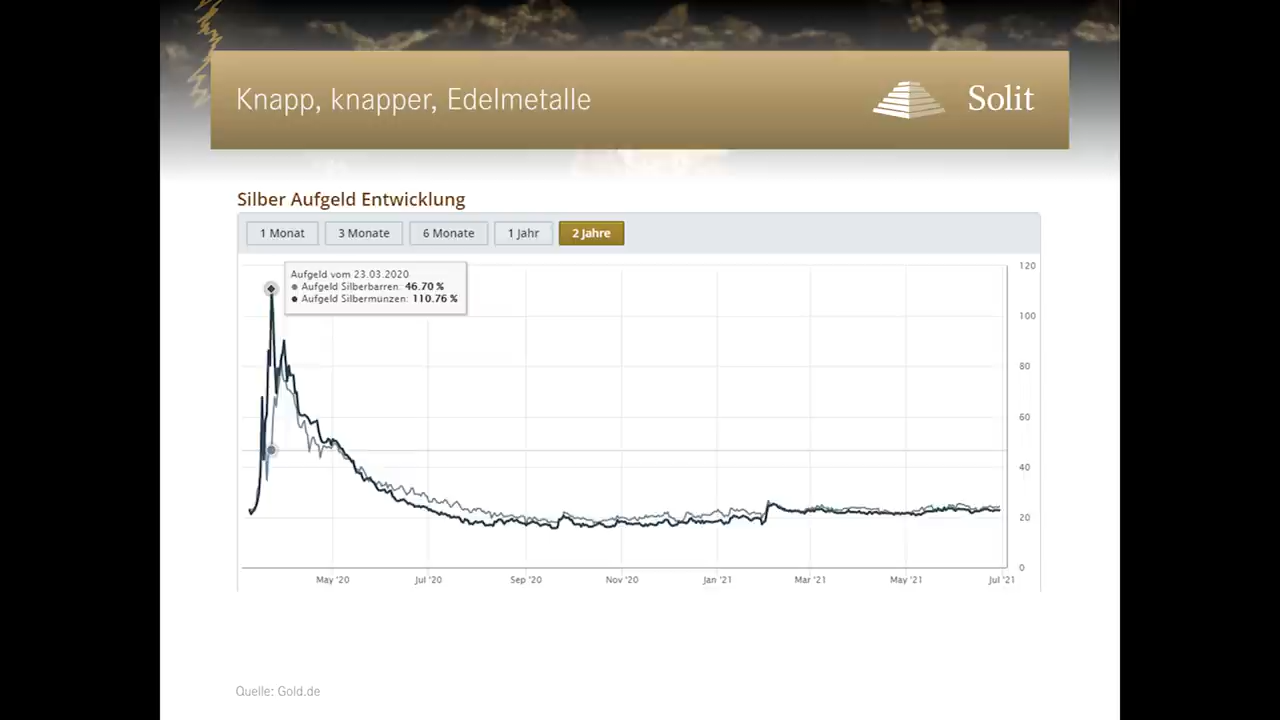 Knapp, knapper, Edelmetalle
Solit
Silber Aufgeld Entwicklung
1 Monat 3 Monate 6 Monate 1 Jahr 2 Jahre
Aufgeld vom 23.03.2020
Aufgeld Silberbarren: 46.70 %
Aufgeld Silbermünzen: 110.76 %
120
100
80
60
40
20
0
May '20 Jul '20 Sep '20 Nov '20 Jan '21 Mar '21 May '21 Jul '21
Quelle: Gold.de